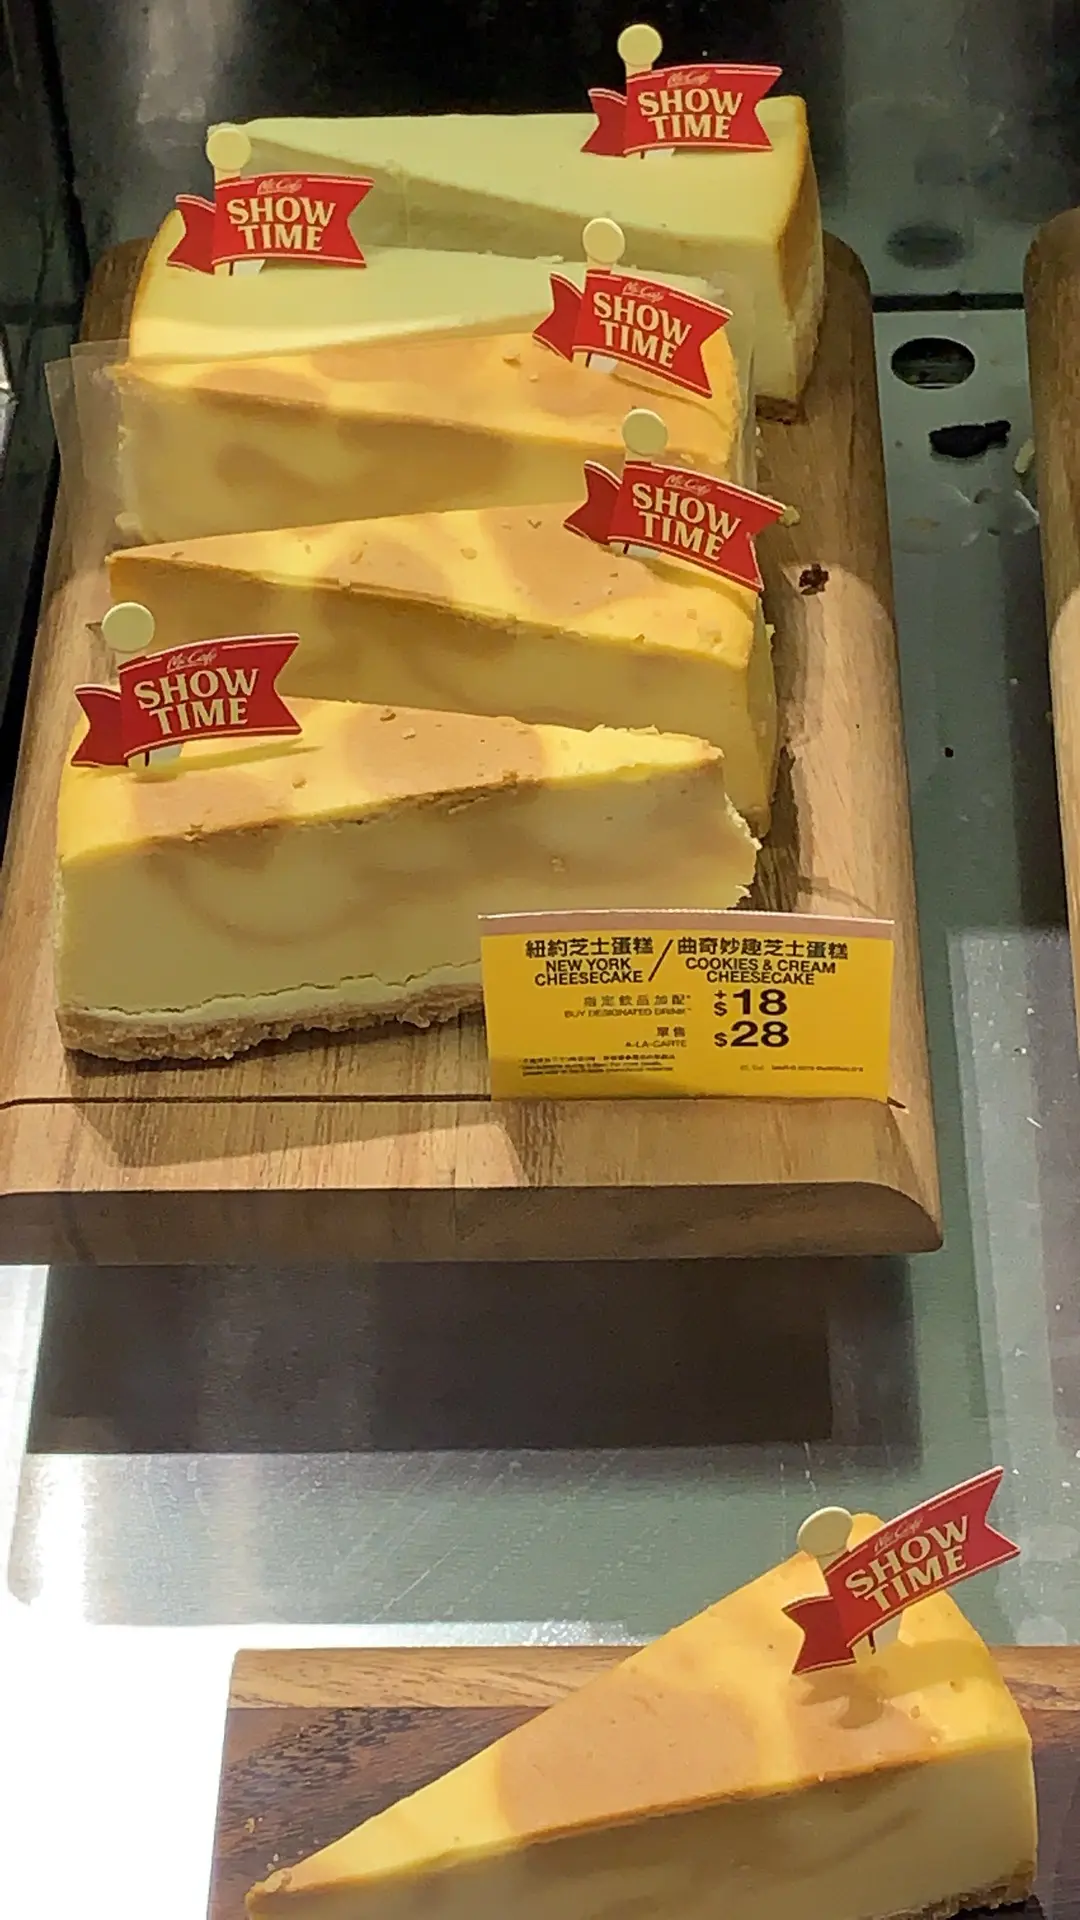 McCafé
SHOW
TIME
McCafé
SHOW
TIME
McCafé
SHOW
TIME
McCafé
SHOW
TIME
McCafé
SHOW
TIME
紐約芝士蛋糕 / 曲奇妙趣芝士蛋糕
NEW YORK CHEESECAKE / COOKIES & CREAM CHEESECAKE
指定飲品加配* +$18
BUY DESIGNATED DRINK*
單售 $28
A-LA-CARTE
McCafé
SHOW
TIME